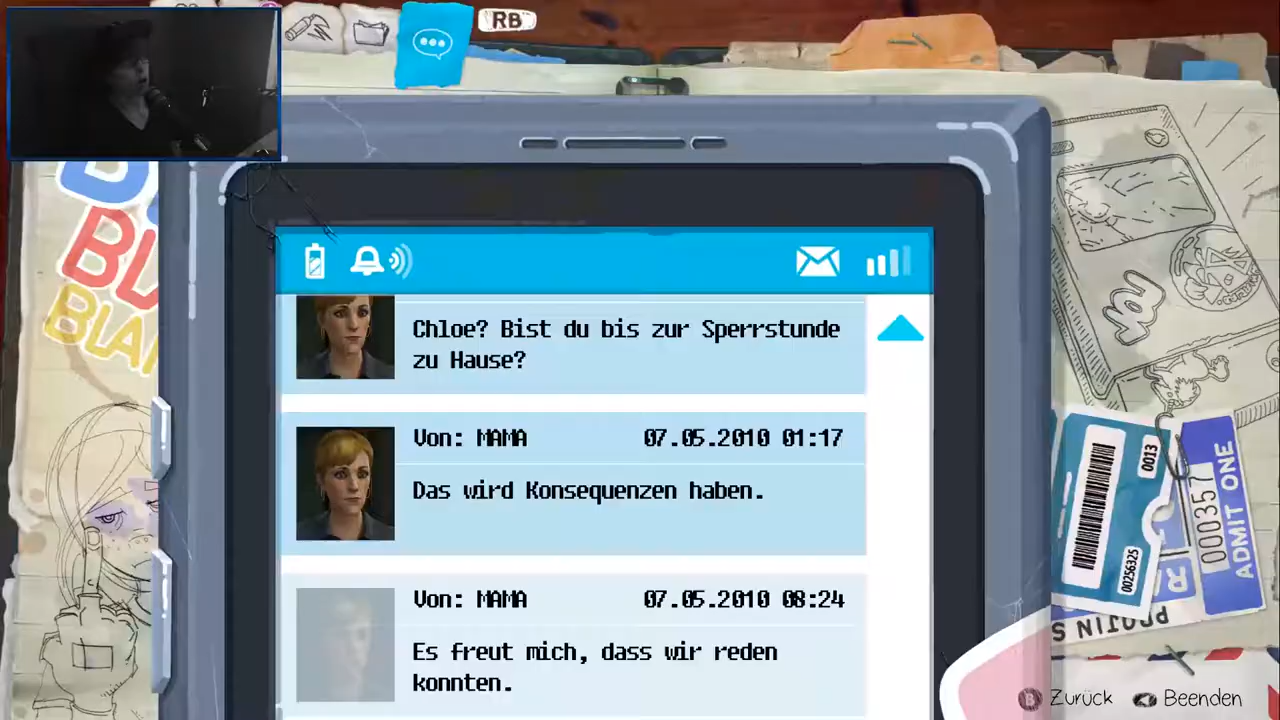 RB
Chloe? Bist du bis zur Sperrstunde
zu Hause?
Von: MAMA 07.05.2010 01:17
Das wird Konsequenzen haben.
Von: MAMA 07.05.2010 08:24
Es freut mich, dass wir reden
konnten.
0013
00256325
000357
ADMIT ONE
B Zurück
Beenden